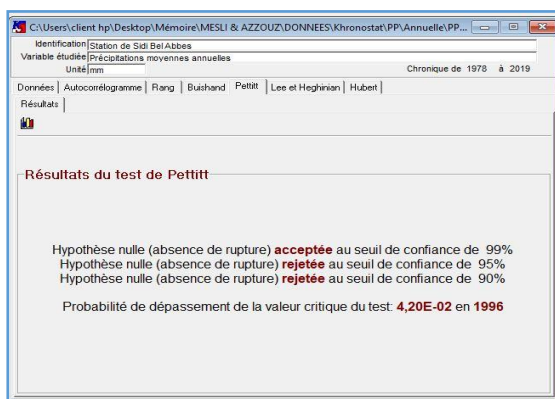 C:\Users\client hp\Desktop\Mémoire\MESLI & AZZOUZ\DONNEES\Khronostat\PP\Annuelle\PP...
Identification Station de Sidi Bel Abbes
Variable étudiée Précipitations moyennes annuelles
Unité mm Chronique de 1978 à 2019
Données Autocorrélogramme Rang Buishand Pettitt Lee et Heghinian Hubert
Résultats
Résultats du test de Pettitt
Hypothèse nulle (absence de rupture) acceptée au seuil de confiance de 99%
Hypothèse nulle (absence de rupture) rejetée au seuil de confiance de 95%
Hypothèse nulle (absence de rupture) rejetée au seuil de confiance de 90%
Probabilité de dépassement de la valeur critique du test: 4,20E-02 en 1996